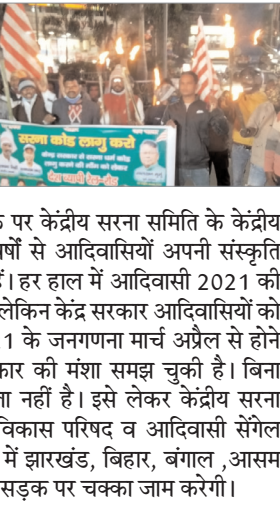 सरना कोड लागू करो
क पर केंद्रीय सरना समिति के केंद्रीय
वर्षों से आदिवासियों अपनी संस्कृति
हैं। हर हाल में आदिवासी 2021 की
लेकिन केंद्र सरकार आदिवासियों को
1 के जनगणना मार्च अप्रैल से होने
कार की मंशा समझ चुकी है। बिना
ता नहीं है। इसे लेकर केंद्रीय सरना
विकास परिषद व आदिवासी सेंगेल
में झारखंड, बिहार, बंगाल ,आसम
सड़क पर चक्का जाम करेगी।